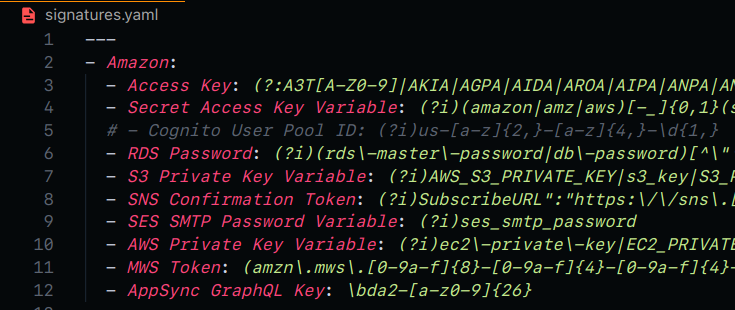 signatures.yaml
1 ---
2 - Amazon:
3 - Access Key: (?:A3T[A-Z0-9]|AKIA|AGPA|AIDA|AROA|AIPA|ANPA|AN
4 - Secret Access Key Variable: (?i)(amazon|amz|aws)[-_]{0,1}(s
5 # - Cognito User Pool ID: (?i)us-[a-z]{2,}-[a-z]{4,}-\d{1,}
6 - RDS Password: (?i)(rds\-master\-password|db\-password)[^\"
7 - S3 Private Key Variable: (?i)AWS_S3_PRIVATE_KEY|s3_key|S3_P
8 - SNS Confirmation Token: (?i)SubscribeURL":"https:\/\/sns\.[
9 - SES SMTP Password Variable: (?i)ses_smtp_password
10 - AWS Private Key Variable: (?i)ec2\-private\-key|EC2_PRIVATE
11 - MWS Token: (amzn\.mws\.[0-9a-f]{8}-[0-9a-f]{4}-[0-9a-f]{4}-
12 - AppSync GraphQL Key: \bda2-[a-z0-9]{26}